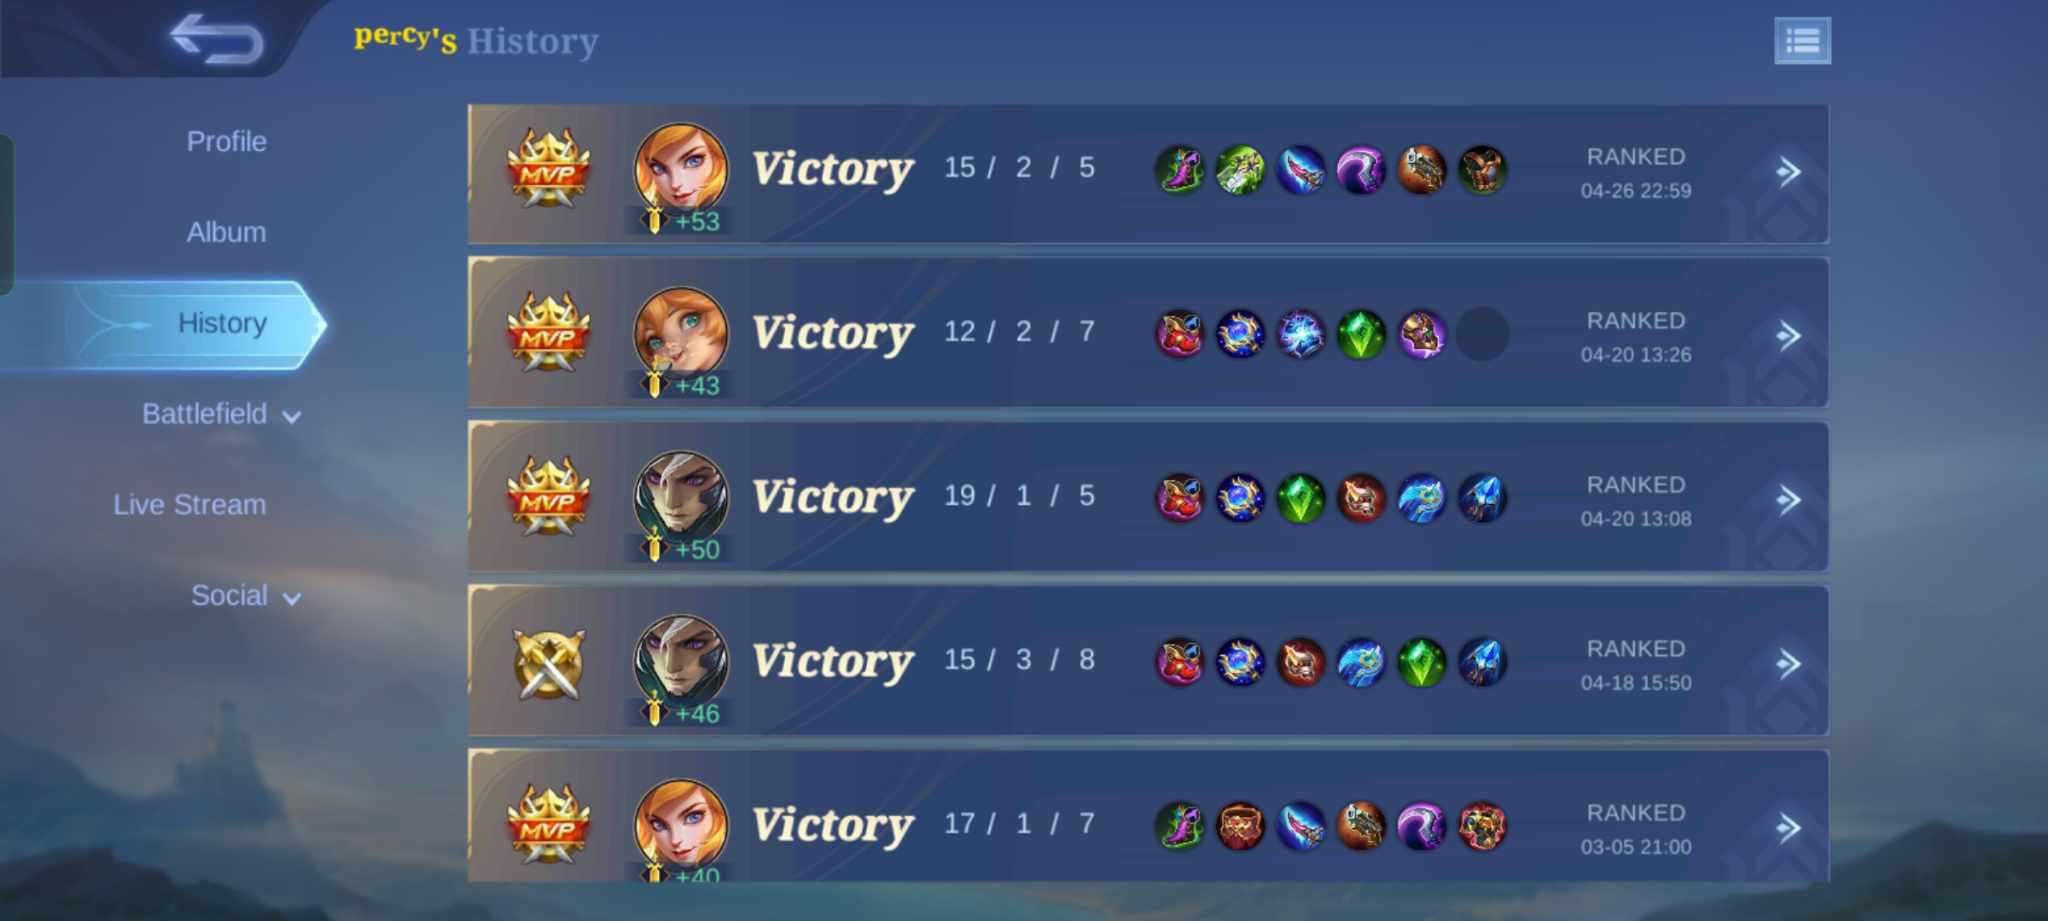 percy's History
Profile
Album
History
Battlefield
Live Stream
Social
MVP +53 Victory 15 / 2 / 5 RANKED 04-26 22:59
MVP +43 Victory 12 / 2 / 7 RANKED 04-20 13:26
MVP +50 Victory 19 / 1 / 5 RANKED 04-20 13:08
+46 Victory 15 / 3 / 8 RANKED 04-18 15:50
MVP +40 Victory 17 / 1 / 7 RANKED 03-05 21:00